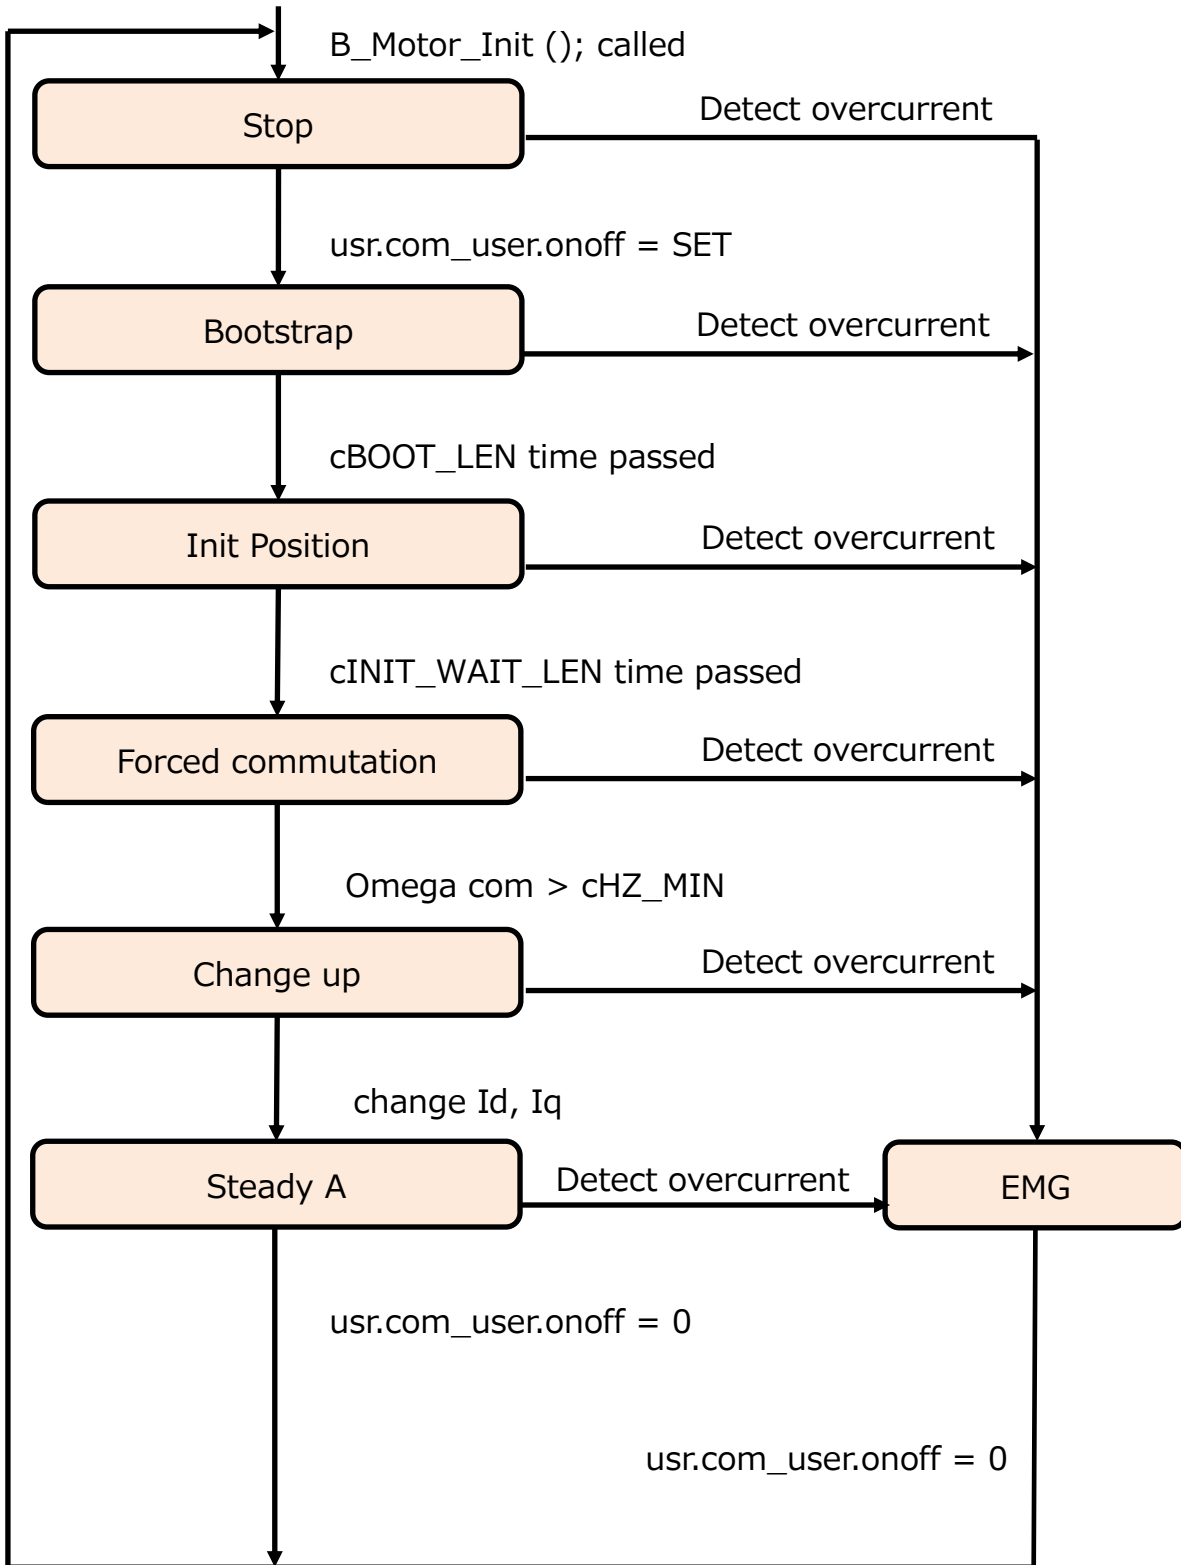 B_Motor_Init (); called
Stop
Detect overcurrent
usr.com_user.onoff = SET
Bootstrap
Detect overcurrent
cBOOT_LEN time passed
Init Position
Detect overcurrent
cINIT_WAIT_LEN time passed
Forced commutation
Detect overcurrent
Omega com > cHZ_MIN
Change up
Detect overcurrent
change Id, Iq
Steady A
Detect overcurrent
EMG
usr.com_user.onoff = 0
usr.com_user.onoff = 0